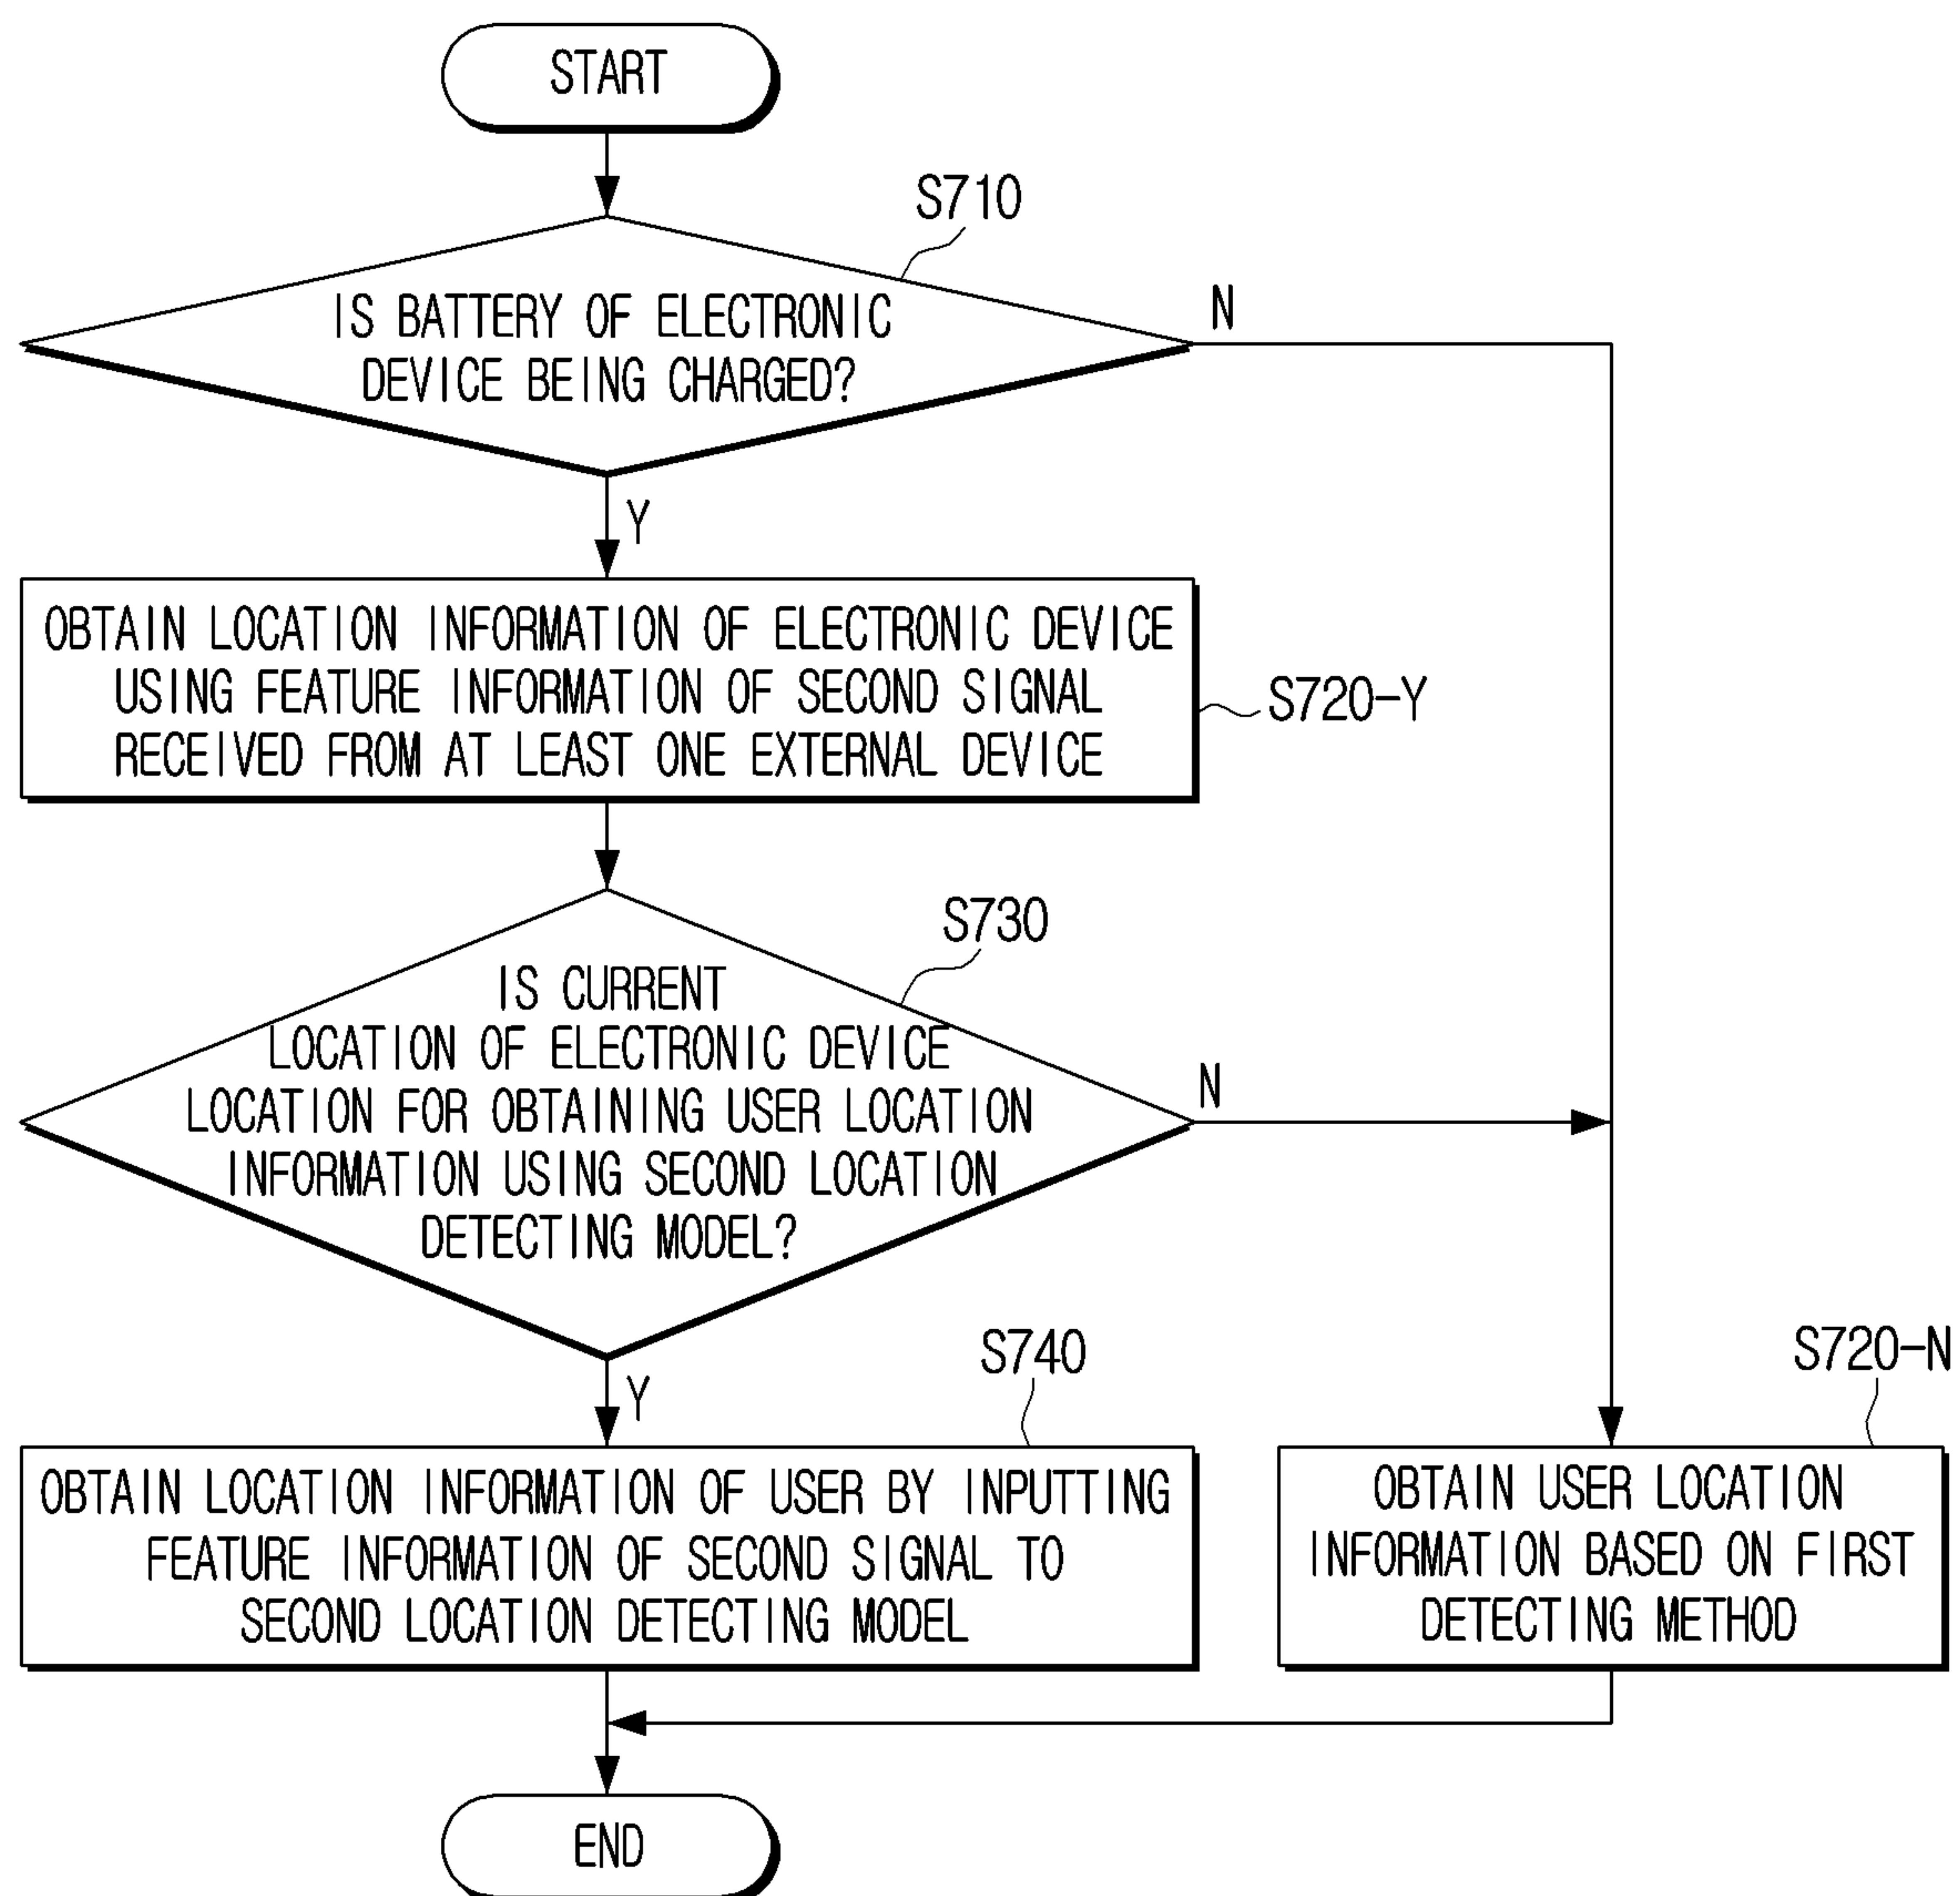 START
S710
IS BATTERY OF ELECTRONIC
DEVICE BEING CHARGED?
N
Y
OBTAIN LOCATION INFORMATION OF ELECTRONIC DEVICE
USING FEATURE INFORMATION OF SECOND SIGNAL
RECEIVED FROM AT LEAST ONE EXTERNAL DEVICE
S720-Y
S730
IS CURRENT
LOCATION OF ELECTRONIC DEVICE
LOCATION FOR OBTAINING USER LOCATION
INFORMATION USING SECOND LOCATION
DETECTING MODEL?
N
Y
S740
OBTAIN LOCATION INFORMATION OF USER BY INPUTTING
FEATURE INFORMATION OF SECOND SIGNAL TO
SECOND LOCATION DETECTING MODEL
S720-N
OBTAIN USER LOCATION
INFORMATION BASED ON FIRST
DETECTING METHOD
END